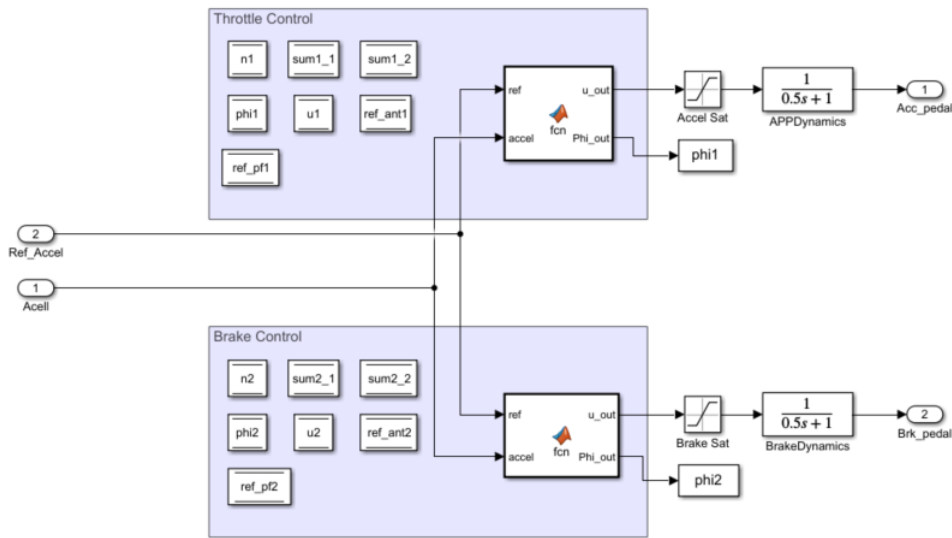 Throttle Control
n1
sum1_1
sum1_2
phi1
u1
ref_ant1
ref_pf1
ref
accel
fcn
u_out
Phi_out
Accel Sat
1
0.5s + 1
APPDynamics
1
Acc_pedal
phi1
2
Ref_Accel
1
Acell
Brake Control
n2
sum2_1
sum2_2
phi2
u2
ref_ant2
ref_pf2
ref
accel
fcn
u_out
Phi_out
Brake Sat
1
0.5s + 1
BrakeDynamics
2
Brk_pedal
phi2